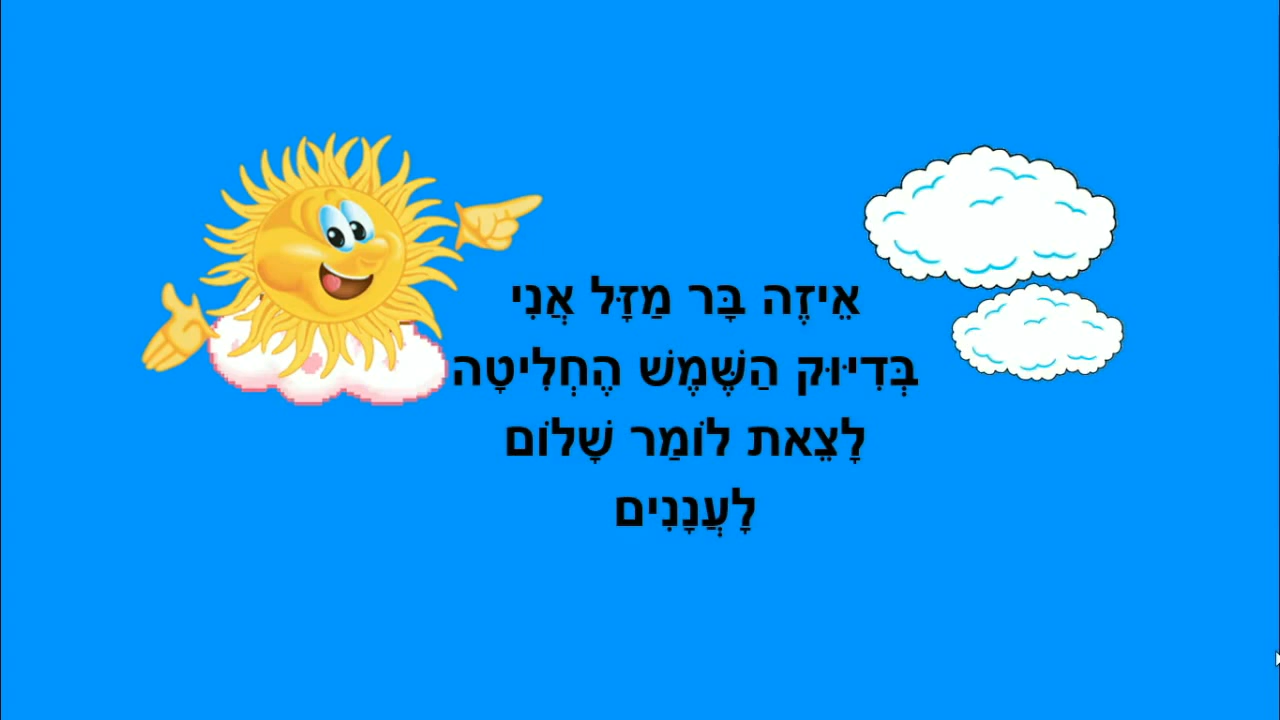 אֵיזֶה בָּר מַזָּל אֲנִי
בְּדִיּוּק הַשֶּׁמֶשׁ הֶחְלִיטָה
לָצֵאת לוֹמַר שָׁלוֹם
לָעֲנָנִים